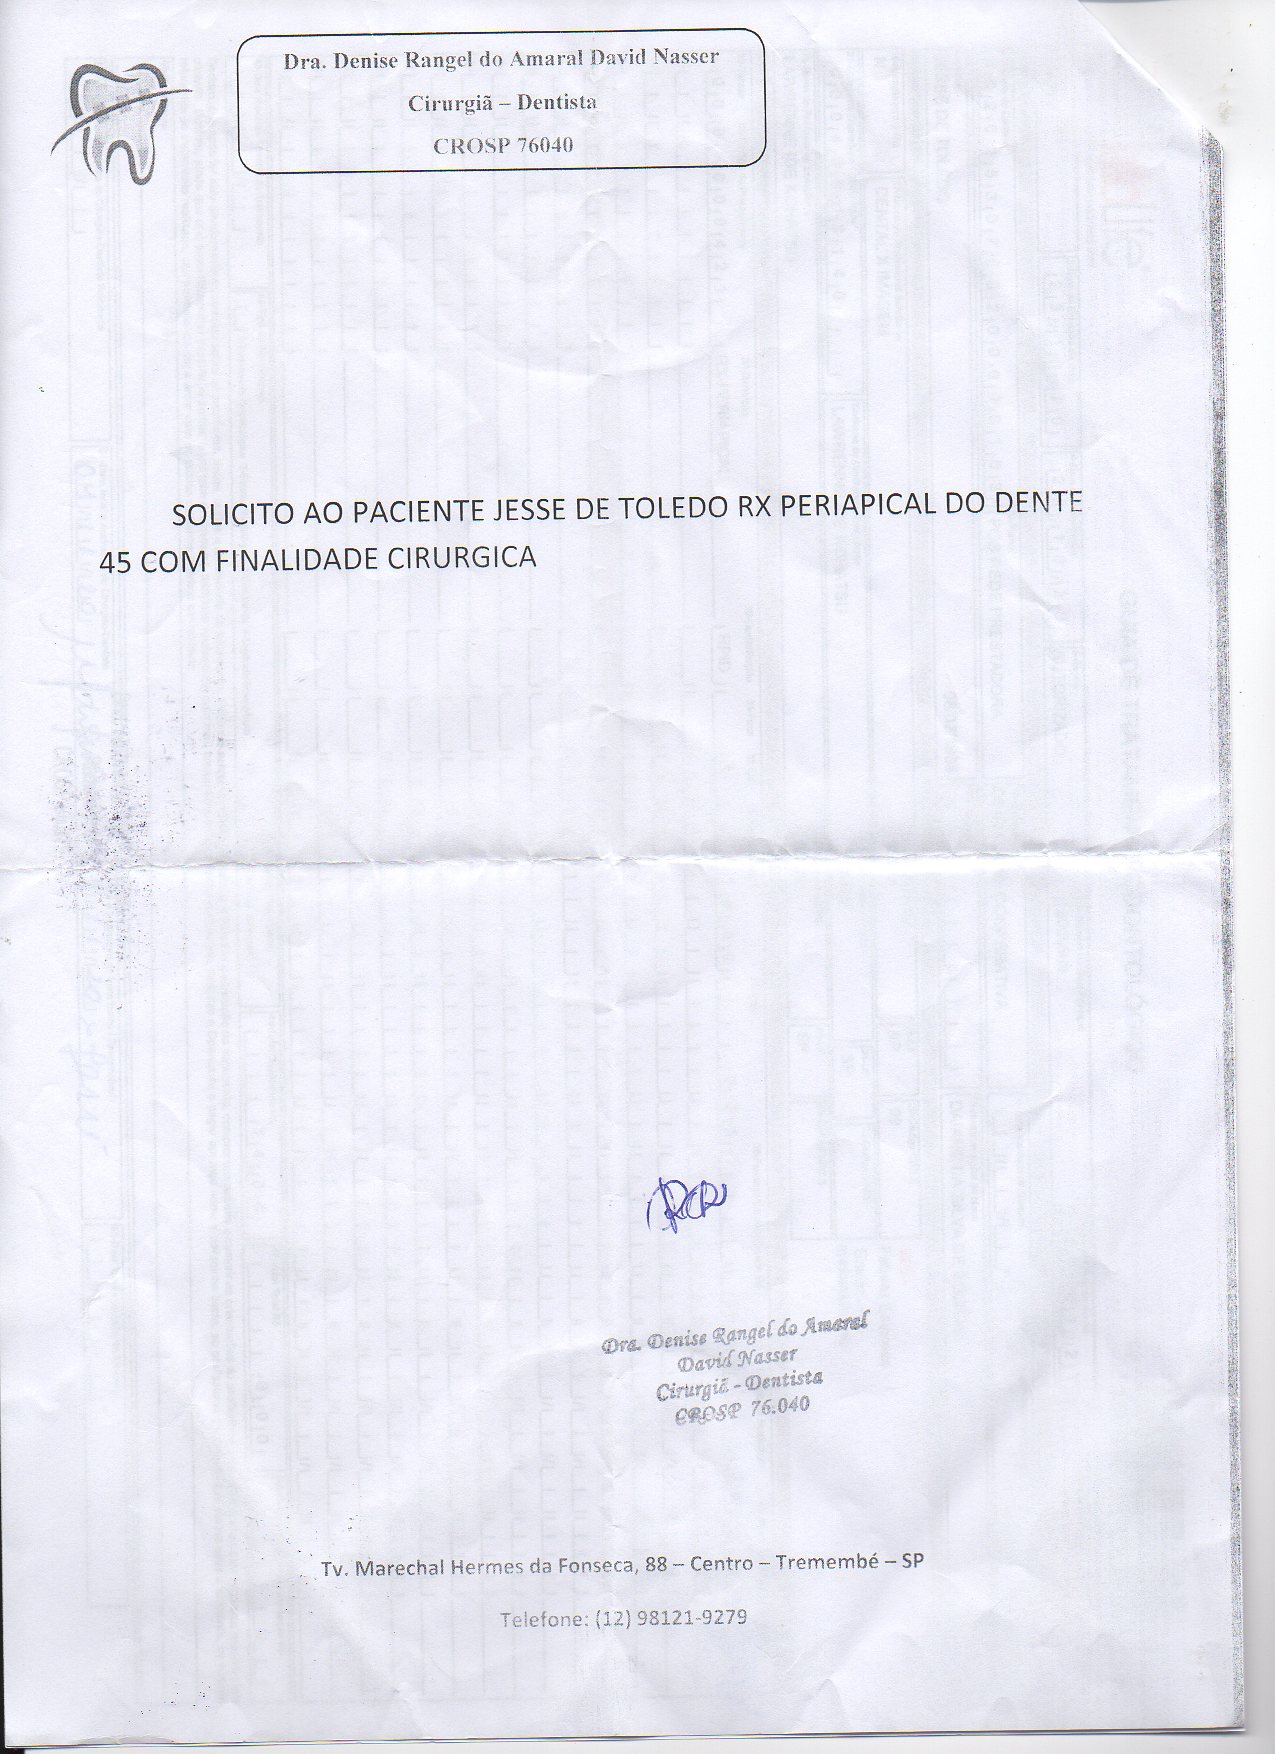 Dra. Denise Rangel do Amaral David Nasser
Cirurgiã – Dentista
CROSP 76040
SOLICITO AO PACIENTE JESSE DE TOLEDO RX PERIAPICAL DO DENTE
45 COM FINALIDADE CIRURGICA
Dra. Denise Rangel do Amaral
David Nasser
Cirurgiã - Dentista
CROSP 76.040
Tv. Marechal Hermes da Fonseca, 88 – Centro – Tremembé – SP
Telefone: (12) 98121-9279